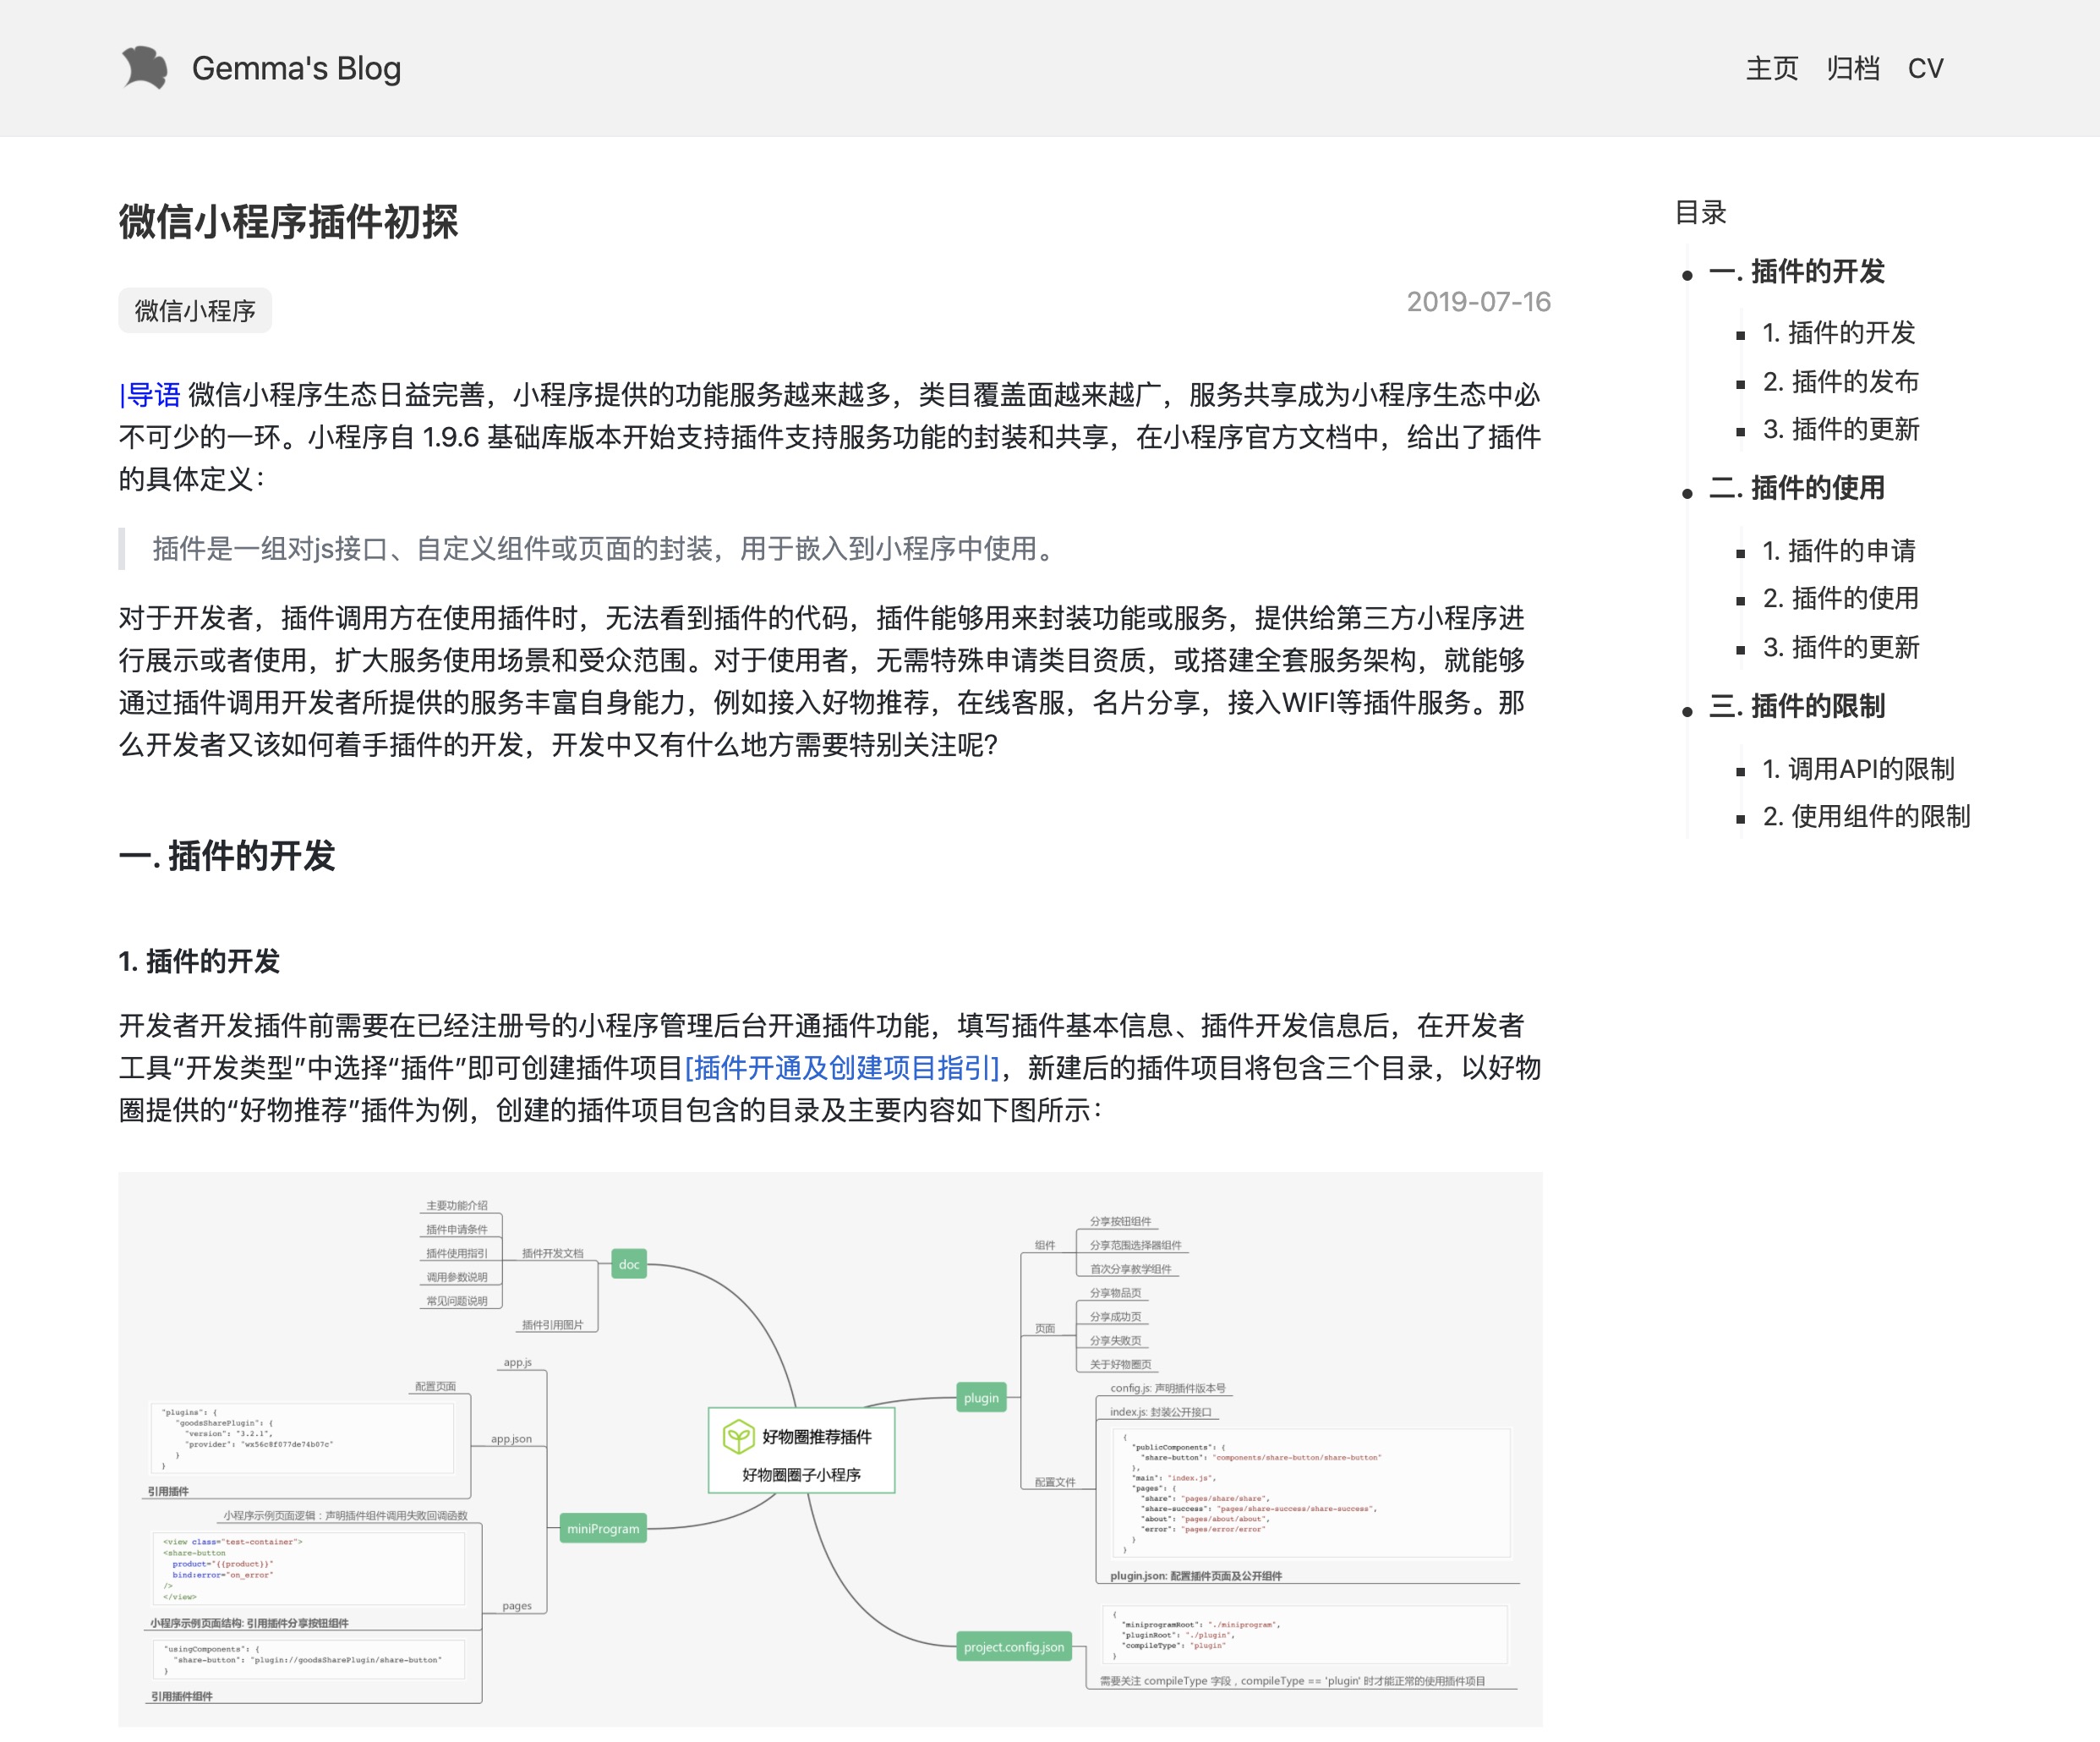 Gemma's Blog
主页 归档 CV
微信小程序插件初探
微信小程序
2019-07-16
|导语 微信小程序生态日益完善，小程序提供的功能服务越来越多，类目覆盖面越来越广，服务共享成为小程序生态中必
不可少的一环。小程序自 1.9.6 基础库版本开始支持插件支持服务功能的封装和共享，在小程序官方文档中，给出了插件
的具体定义：
插件是一组对js接口、自定义组件或页面的封装，用于嵌入到小程序中使用。
对于开发者，插件调用方在使用插件时，无法看到插件的代码，插件能够用来封装功能或服务，提供给第三方小程序进
行展示或者使用，扩大服务使用场景和受众范围。对于使用者，无需特殊申请类目资质，或搭建全套服务架构，就能够
通过插件调用开发者所提供的服务丰富自身能力，例如接入好物推荐，在线客服，名片分享，接入WIFI等插件服务。那
么开发者又该如何着手插件的开发，开发中又有什么地方需要特别关注呢？
一. 插件的开发
1. 插件的开发
开发者开发插件前需要在已经注册号的小程序管理后台开通插件功能，填写插件基本信息、插件开发信息后，在开发者
工具“开发类型”中选择“插件”即可创建插件项目[插件开通及创建项目指引]，新建后的插件项目将包含三个目录，以好物
圈提供的“好物推荐”插件为例，创建的插件项目包含的目录及主要内容如下图所示：
目录
一. 插件的开发
1. 插件的开发
2. 插件的发布
3. 插件的更新
二. 插件的使用
1. 插件的申请
2. 插件的使用
3. 插件的更新
三. 插件的限制
1. 调用API的限制
2. 使用组件的限制
主要功能介绍
插件申请条件
插件使用指引
调用参数说明
常见问题说明
插件开发文档
插件引用图片
doc
app.js
配置页面
"plugins": {
"goodsSharePlugin": {
"version": "3.2.1",
"provider": "wx56c8f077de74b07c"
}
}
引用插件
app.json
小程序示例页面逻辑：声明插件组件调用失败回调函数
<view class="test-container">
<share-button
product="{{product}}"
bind:error="on_error"
/>
</view>
小程序示例页面结构: 引用插件分享按钮组件
"usingComponents": {
"share-button": "plugin://goodsSharePlugin/share-button"
}
引用插件组件
pages
miniProgram
好物圈推荐插件
好物圈圈子小程序
plugin
组件
分享按钮组件
分享范围选择器组件
首次分享教学组件
页面
分享物品页
分享成功页
分享失败页
关于好物圈页
配置文件
config.js: 声明插件版本号
index.js: 封装公开接口
{
"publicComponents": {
"share-button": "components/share-button/share-button"
},
"main": "index.js",
"pages": {
"share": "pages/share/share",
"share-success": "pages/share-success/share-success",
"about": "pages/about/about",
"error": "pages/error/error"
}
}
plugin.json: 配置插件页面及公开组件
project.config.json
{
"miniprogramRoot": "./miniprogram",
"pluginRoot": "./plugin",
"compileType": "plugin"
}
需要关注 compileType 字段，compileType == 'plugin' 时才能正常的使用插件项目